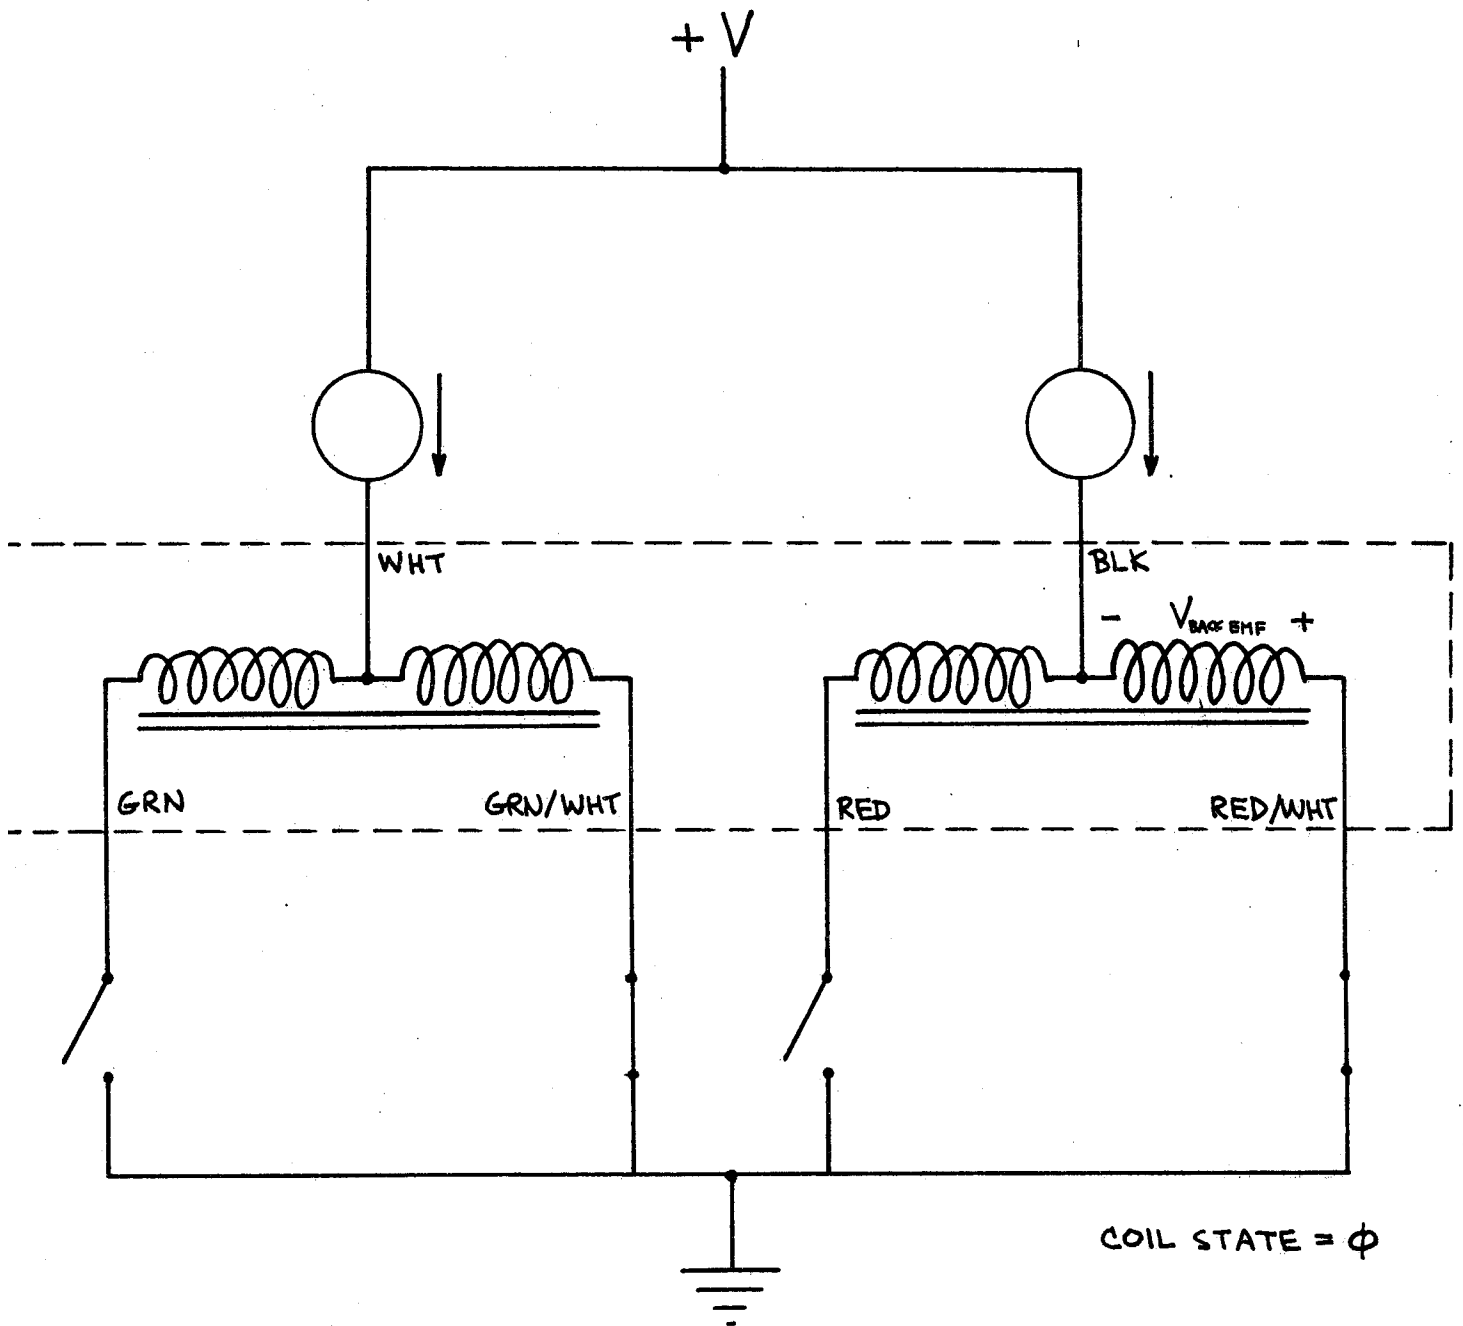 + V
WHT
BLK
- V BACK EMF +
GRN
GRN/WHT
RED
RED/WHT
COIL STATE = ϕ